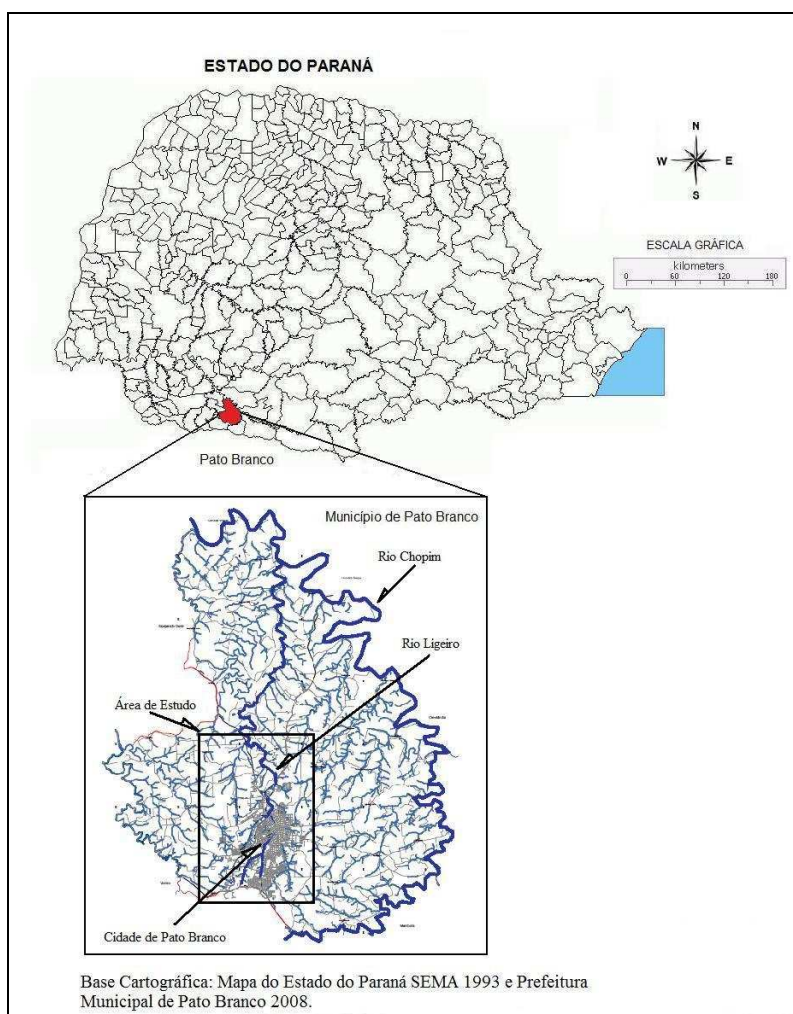 ESTADO DO PARANÁ
N
W E
S
ESCALA GRÁFICA
kilometers
0 60 120 180
Pato Branco
Município de Pato Branco
Rio Chopim
Rio Ligeiro
Área de Estudo
Cidade de Pato Branco
Base Cartográfica: Mapa do Estado do Paraná SEMA 1993 e Prefeitura
Municipal de Pato Branco 2008.